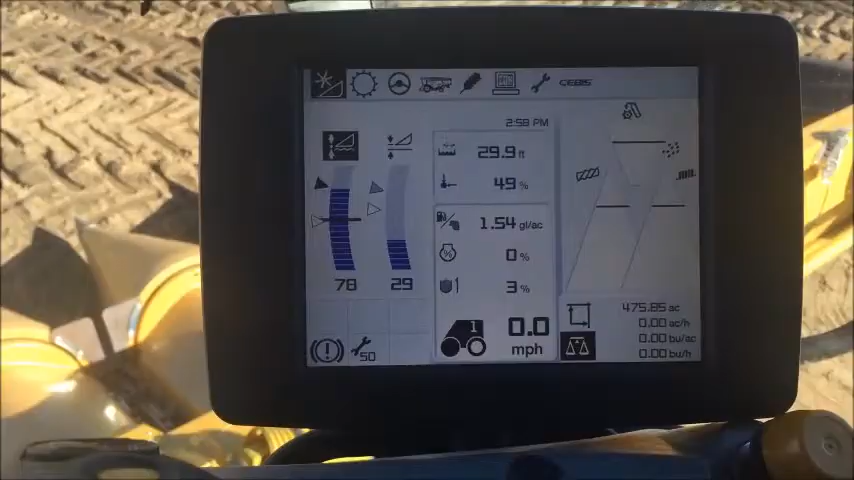 CEBIS
2:58 PM
29.9 ft
49 %
1.54 gl/ac
0 %
1
3 %
78
29
1
0.0
mph
50
475.85 ac
0.00 ac/h
0.00 bu/ac
0.00 bu/h